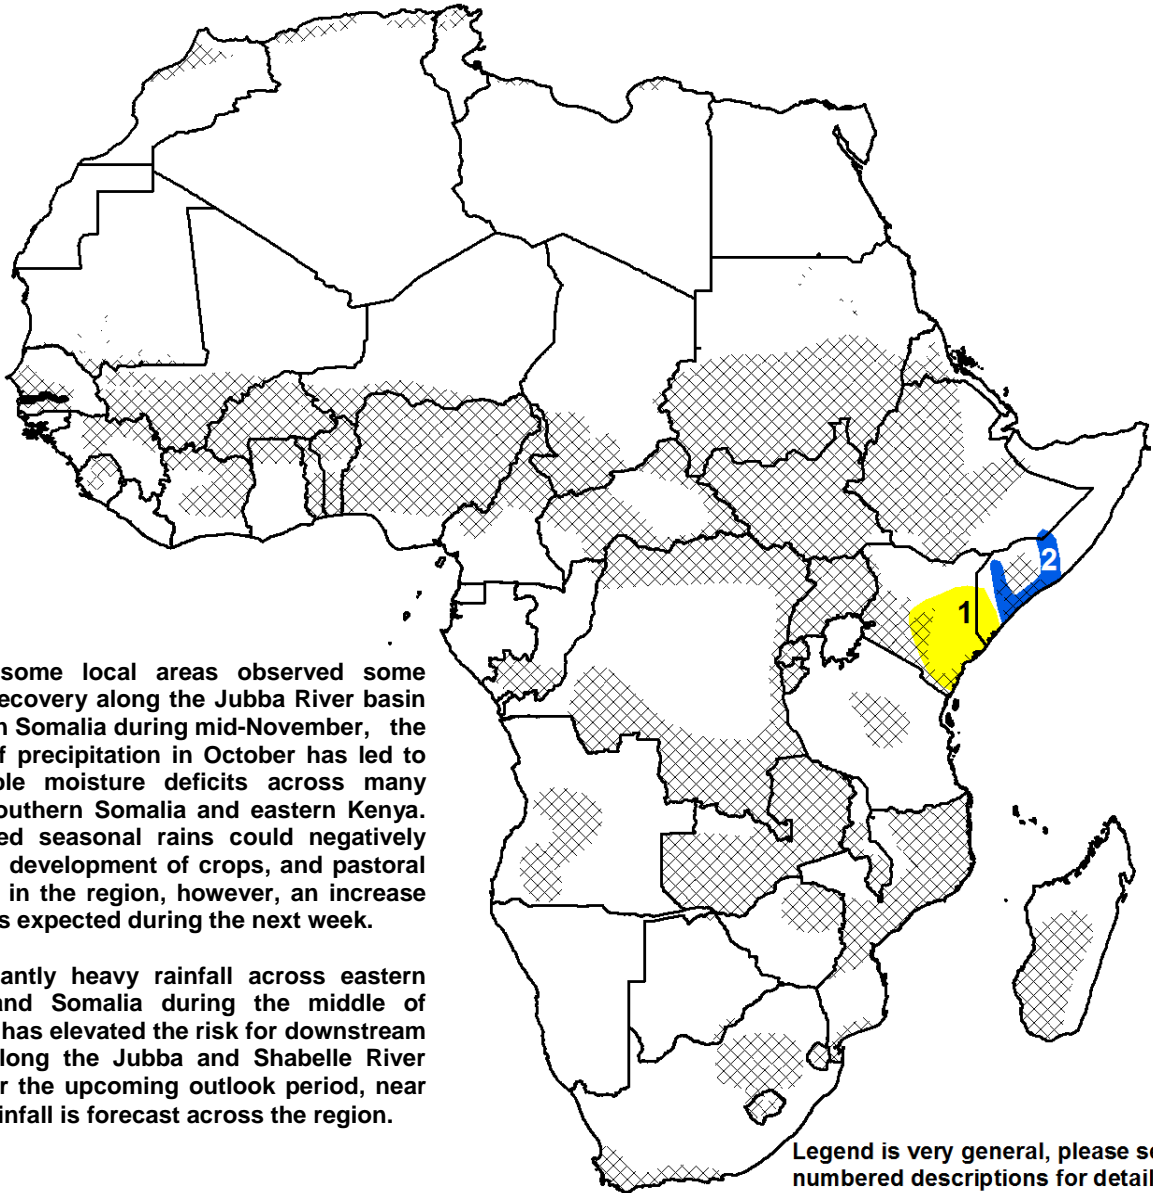 some local areas observed some
ecovery along the Jubba River basin
n Somalia during mid-November, the
f precipitation in October has led to
ble moisture deficits across many
outhern Somalia and eastern Kenya.
ed seasonal rains could negatively
development of crops, and pastoral
in the region, however, an increase
s expected during the next week.
antly heavy rainfall across eastern
and Somalia during the middle of
has elevated the risk for downstream
long the Jubba and Shabelle River
r the upcoming outlook period, near
infall is forecast across the region.
1
2
Legend is very general, please se
numbered descriptions for detail